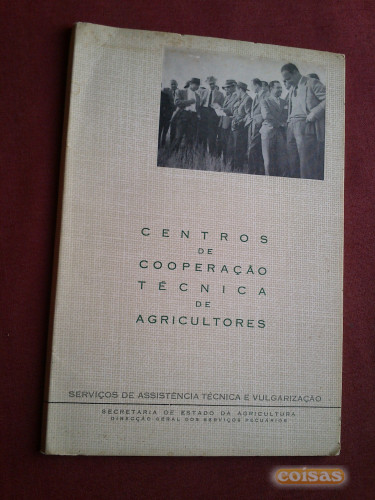 CENTROS
DE
COOPERAÇÃO
TÉCNICA
DE
AGRICULTORES
SERVIÇOS DE ASSISTÊNCIA TÉCNICA E VULGARIZAÇÃO
SECRETARIA DE ESTADO DA AGRICULTURA
DIRECÇÃO GERAL DOS SERVIÇOS PECUÁRIOS
coisas